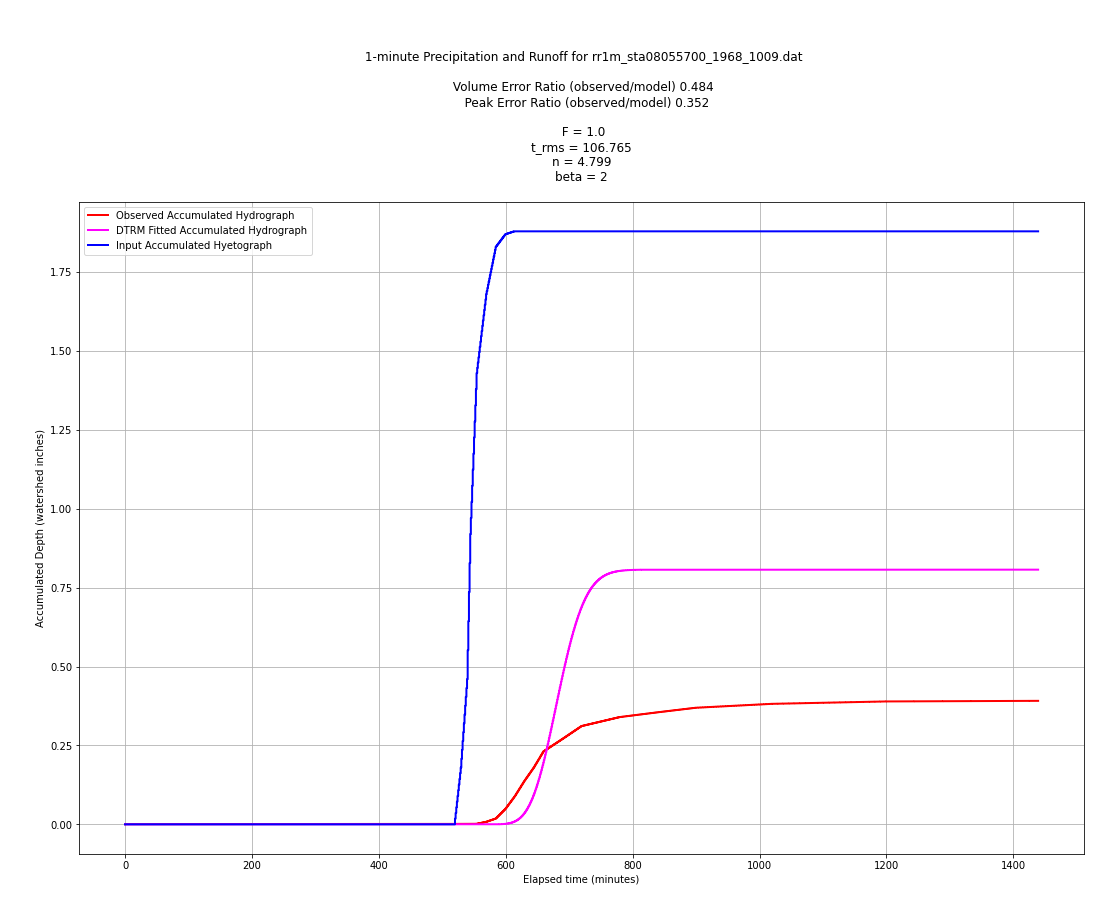 1-minute Precipitation and Runoff for rr1m_sta08055700_1968_1009.dat
Volume Error Ratio (observed/model) 0.484
Peak Error Ratio (observed/model) 0.352
F = 1.0
t_rms = 106.765
n = 4.799
beta = 2
Observed Accumulated Hydrograph
DTRM Fitted Accumulated Hydrograph
Input Accumulated Hyetograph
Accumulated Depth (watershed inches)
1.75
1.50
1.25
1.00
0.75
0.50
0.25
0.00
0 200 400 600 800 1000 1200 1400
Elapsed time (minutes)